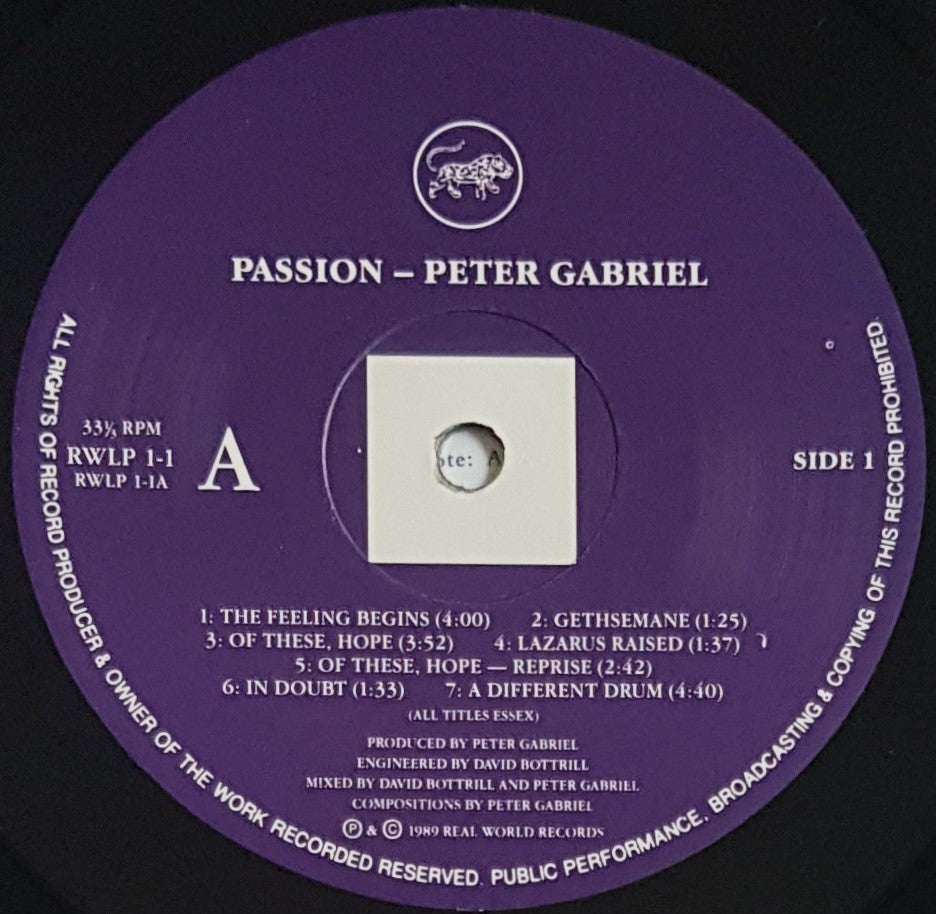 PASSION – PETER GABRIEL
33⅓ RPM
RWLP 1-1
RWLP 1-1A
A
SIDE 1
ote: A
1: THE FEELING BEGINS (4:00) 2: GETHSEMANE (1:25)
3: OF THESE, HOPE (3:52) 4: LAZARUS RAISED (1:37)
5: OF THESE, HOPE — REPRISE (2:42)
6: IN DOUBT (1:33) 7: A DIFFERENT DRUM (4:40)
(ALL TITLES ESSEX)
PRODUCED BY PETER GABRIEL
ENGINEERED BY DAVID BOTTRILL
MIXED BY DAVID BOTTRILL AND PETER GABRIEL
COMPOSITIONS BY PETER GABRIEL
Ⓟ & © 1989 REAL WORLD RECORDS
ALL RIGHTS OF RECORD PRODUCER & OWNER OF THE WORK RECORDED RESERVED. PUBLIC PERFORMANCE, BROADCASTING & COPYING OF THIS RECORD PROHIBITED.